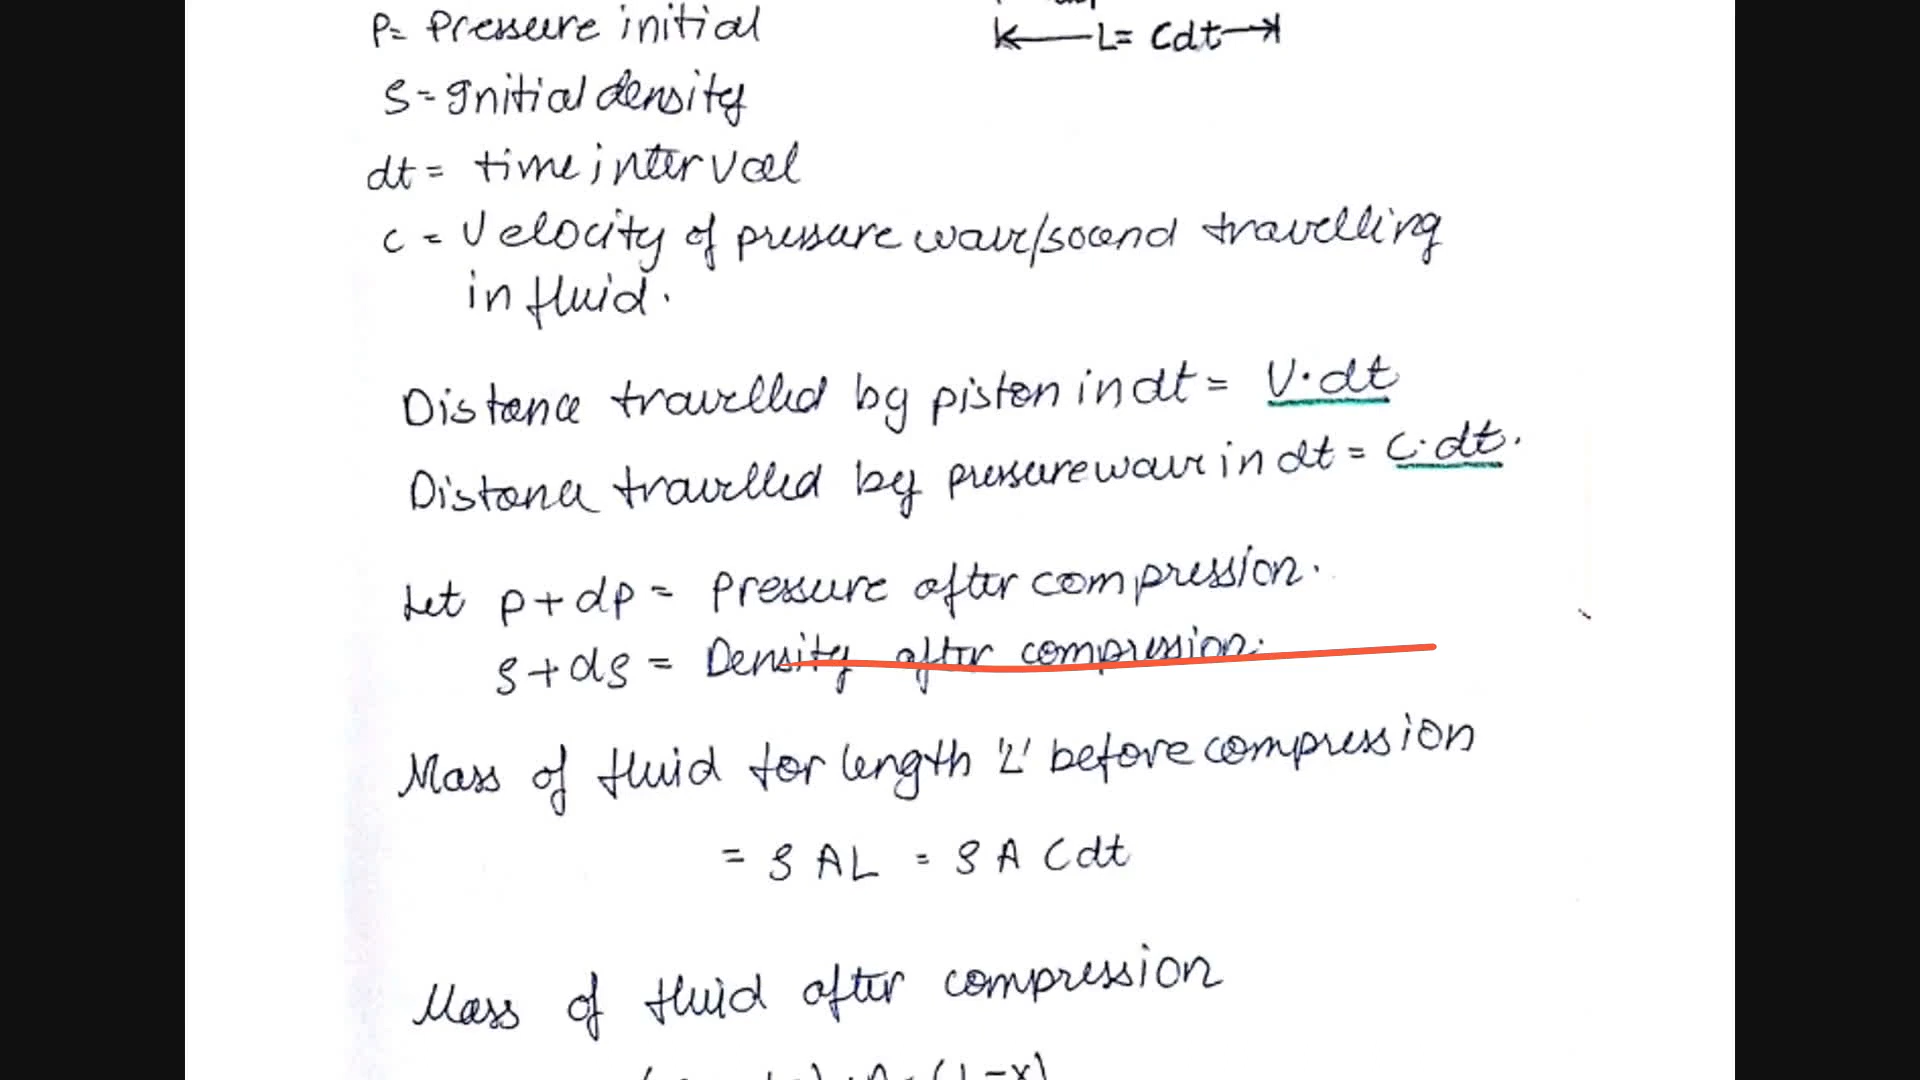 P= Pressure initial
L= Cdt
ρ = Initial density
dt = time interval
c = Velocity of pressure wave/sound travelling
in fluid.
Distance travelled by piston in dt = V·dt
Distance travelled by pressure wave in dt = C·dt.
Let p+dp = Pressure after compression.
ρ+dρ = Density after compression.
Mass of fluid for length 'L' before compression
= ρ AL = ρ A Cdt
Mass of fluid after compression